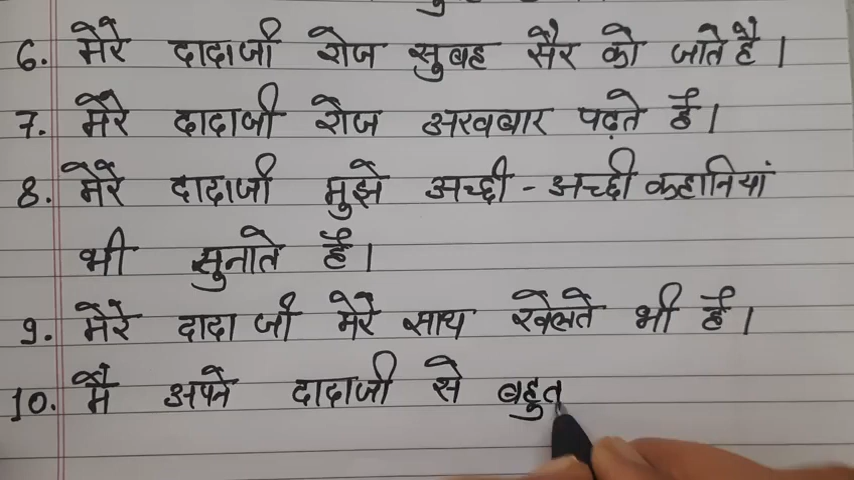 6. मेरे दादाजी रोज सुबह सैर को जाते है ।
7. मेरे दादाजी रोज अखबार पढ़ते है ।
8. मेरे दादाजी मुझे अच्छी - अच्छी कहानियां
भी सुनाते है ।
9. मेरे दादा जी मेरे साथ खेलते भी है ।
10. मै अपने दादाजी से बहुत